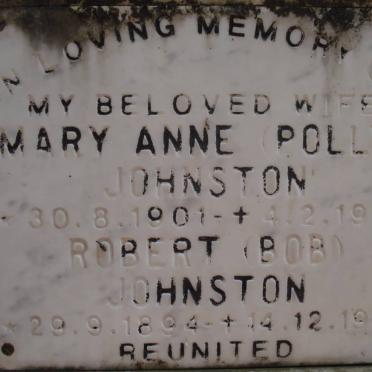 IN LOVING MEMORY
MY BELOVED WIFE
MARY ANNE (POLL
JOHNSTON
* 30.8.1901-+ 4.2.19
ROBERT (BOB)
JOHNSTON
* 29.9.1894-+14.12.19
REUNITED